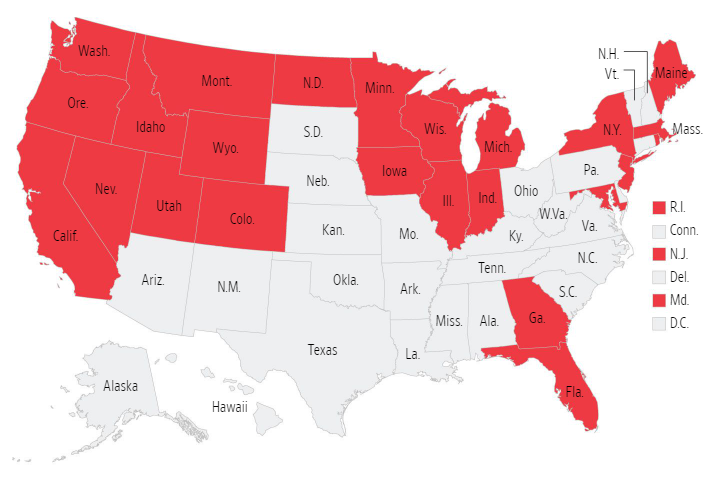 N.H.
Wash.
Vt.
Maine
Mont.
N.D.
Minn.
Ore.
Idaho
S.D.
Wis.
N.Y.
Mass.
Wyo.
Mich.
Iowa
Pa.
Neb.
Nev.
Ohio
Utah
Ill.
Ind.
R.I.
Colo.
W.Va.
Calif.
Kan.
Mo.
Ky.
Va.
Conn.
N.J.
N.C.
Tenn.
Ariz.
N.M.
Okla.
Ark.
Del.
S.C.
Md.
Miss.
Ala.
Ga.
D.C.
Texas
La.
Alaska
Fla.
Hawaii